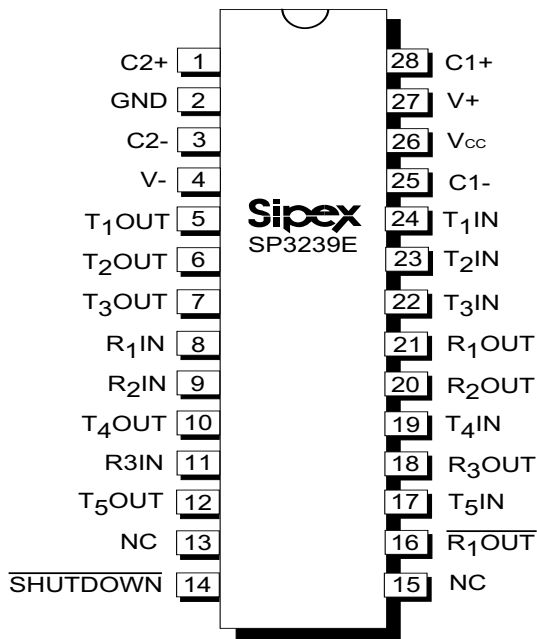 C2+ 1 28 C1+
GND 2 27 V+
C2- 3 26 Vcc
V- 4 25 C1-
Sipex
SP3239E
T1OUT 5 24 T1IN
T2OUT 6 23 T2IN
T3OUT 7 22 T3IN
R1IN 8 21 R1OUT
R2IN 9 20 R2OUT
T4OUT 10 19 T4IN
R3IN 11 18 R3OUT
T5OUT 12 17 T5IN
NC 13 16 R1OUT
SHUTDOWN 14 15 NC